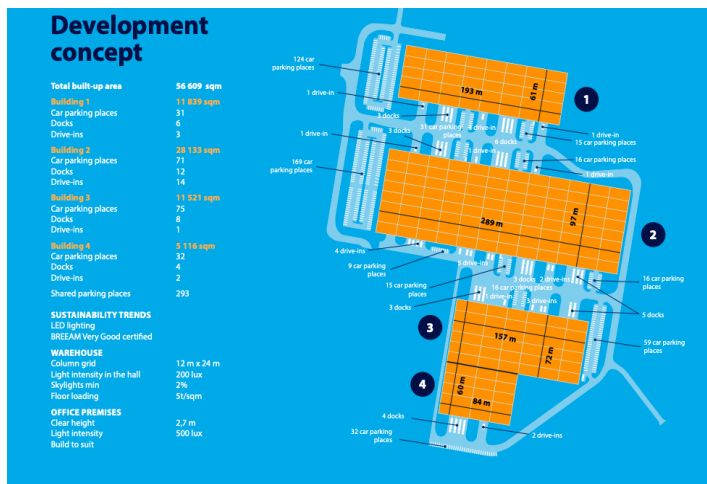 Development
concept
Total built-up area 56 609 sqm
Building 1 11 839 sqm
Car parking places 31
Docks 6
Drive-ins 3
Building 2 28 133 sqm
Car parking places 71
Docks 12
Drive-ins 14
Building 3 11 521 sqm
Car parking places 75
Docks 8
Drive-ins 1
Building 4 5 116 sqm
Car parking places 32
Docks 4
Drive-ins 2
Shared parking places 293
SUSTAINABILITY TRENDS
LED lighting
BREEAM Very Good certified
WAREHOUSE
Column grid 12 m x 24 m
Light intensity in the hall 200 lux
Skylights min 2%
Floor loading 5t/sqm
OFFICE PREMISES
Clear height 2,7 m
Light intensity 500 lux
Build to suit
124 car
parking places
193 m
61 m
1
1 drive-in
3 docks
31 car parking
places
6 docks
1 drive-in
15 car parking places
1 drive-in
3 docks
1 drive-in
16 car parking places
1 drive-in
169 car
parking places
289 m
97 m
2
4 drive-ins
9 car parking
places
15 car parking
places
3 docks
2 drive-ins
16 car parking places
16 car parking
places
5 docks
3 docks
1 drive-in
3 drive-ins
3
157 m
72 m
59 car parking
places
4
60 m
84 m
4 docks
2 drive-ins
32 car parking
places